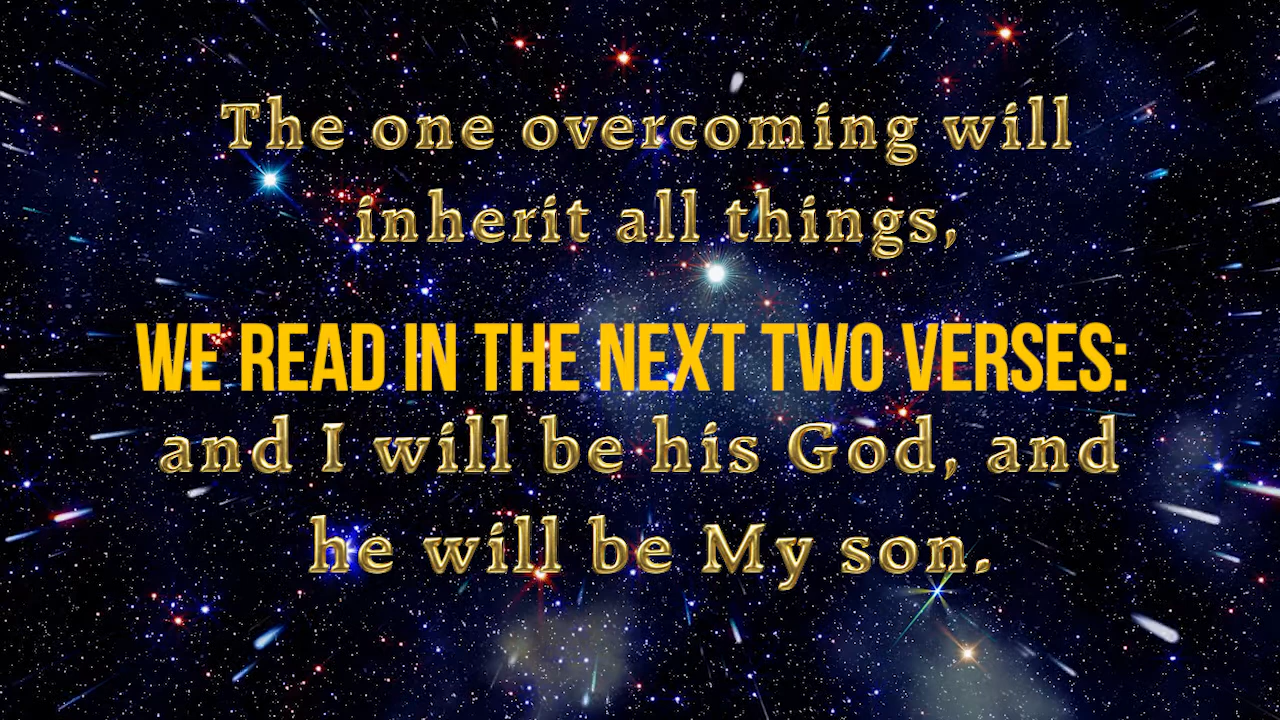 The one overcoming will
inherit all things,
WE READ IN THE NEXT TWO VERSES:
and I will be his God, and
he will be My son.